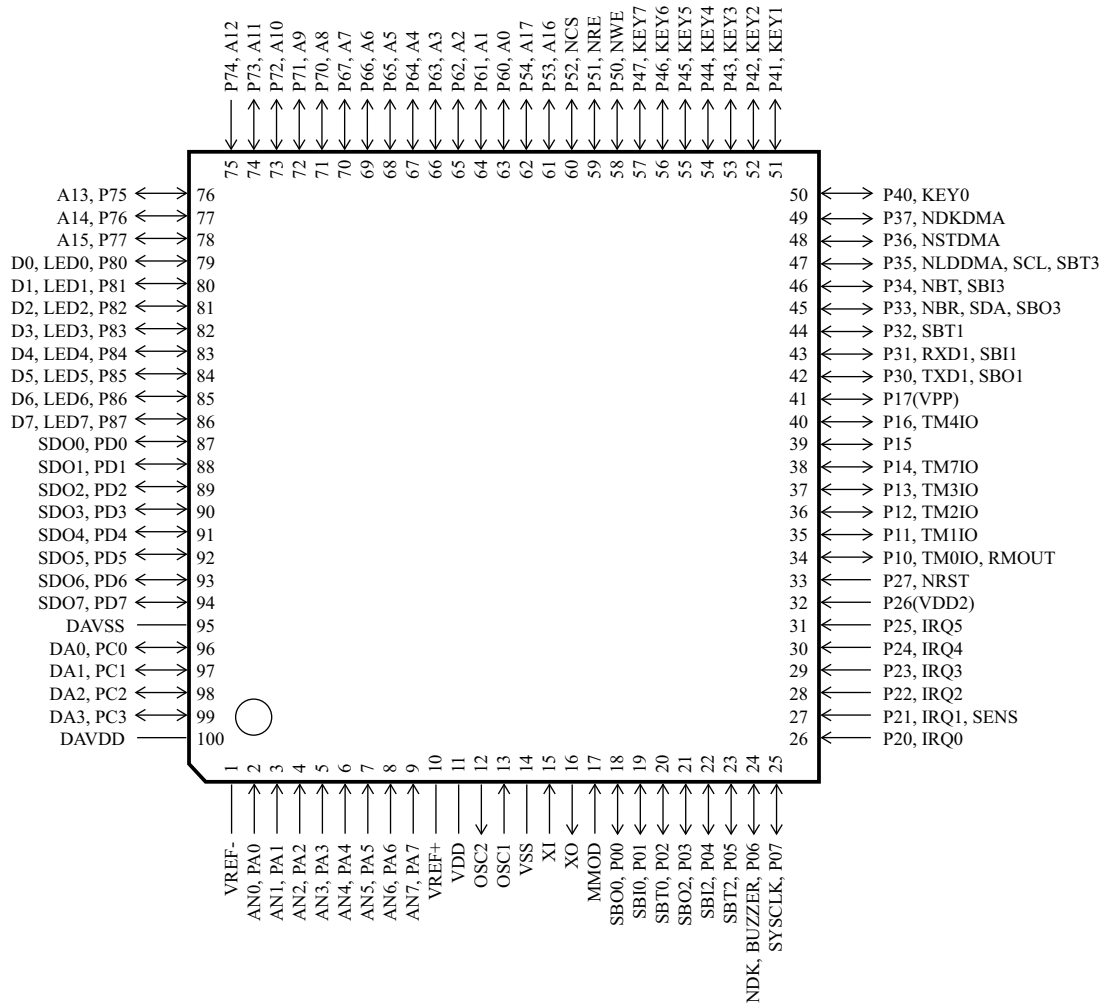 P74, A12
P73, A11
P72, A10
P71, A9
P70, A8
P67, A7
P66, A6
P65, A5
P64, A4
P63, A3
P62, A2
P61, A1
P60, A0
P54, A17
P53, A16
P52, NCS
P51, NRE
P50, NWE
P47, KEY7
P46, KEY6
P45, KEY5
P44, KEY4
P43, KEY3
P42, KEY2
P41, KEY1
75
74
73
72
71
70
69
68
67
66
65
64
63
62
61
60
59
58
57
56
55
54
53
52
51
A13, P75 76
A14, P76 77
A15, P77 78
D0, LED0, P80 79
D1, LED1, P81 80
D2, LED2, P82 81
D3, LED3, P83 82
D4, LED4, P84 83
D5, LED5, P85 84
D6, LED6, P86 85
D7, LED7, P87 86
SDO0, PD0 87
SDO1, PD1 88
SDO2, PD2 89
SDO3, PD3 90
SDO4, PD4 91
SDO5, PD5 92
SDO6, PD6 93
SDO7, PD7 94
DAVSS 95
DA0, PC0 96
DA1, PC1 97
DA2, PC2 98
DA3, PC3 99
DAVDD 100
50 P40, KEY0
49 P37, NDKDMA
48 P36, NSTDMA
47 P35, NLDDMA, SCL, SBT3
46 P34, NBT, SBI3
45 P33, NBR, SDA, SBO3
44 P32, SBT1
43 P31, RXD1, SBI1
42 P30, TXD1, SBO1
41 P17(VPP)
40 P16, TM4IO
39 P15
38 P14, TM7IO
37 P13, TM3IO
36 P12, TM2IO
35 P11, TM1IO
34 P10, TM0IO, RMOUT
33 P27, NRST
32 P26(VDD2)
31 P25, IRQ5
30 P24, IRQ4
29 P23, IRQ3
28 P22, IRQ2
27 P21, IRQ1, SENS
26 P20, IRQ0
1
2
3
4
5
6
7
8
9
10
11
12
13
14
15
16
17
18
19
20
21
22
23
24
25
VREF-
AN0, PA0
AN1, PA1
AN2, PA2
AN3, PA3
AN4, PA4
AN5, PA5
AN6, PA6
AN7, PA7
VREF+
VDD
OSC2
OSC1
VSS
XI
XO
MMOD
SBO0, P00
SBI0, P01
SBT0, P02
SBO2, P03
SBI2, P04
SBT2, P05
NDK, BUZZER, P06
SYSCLK, P07